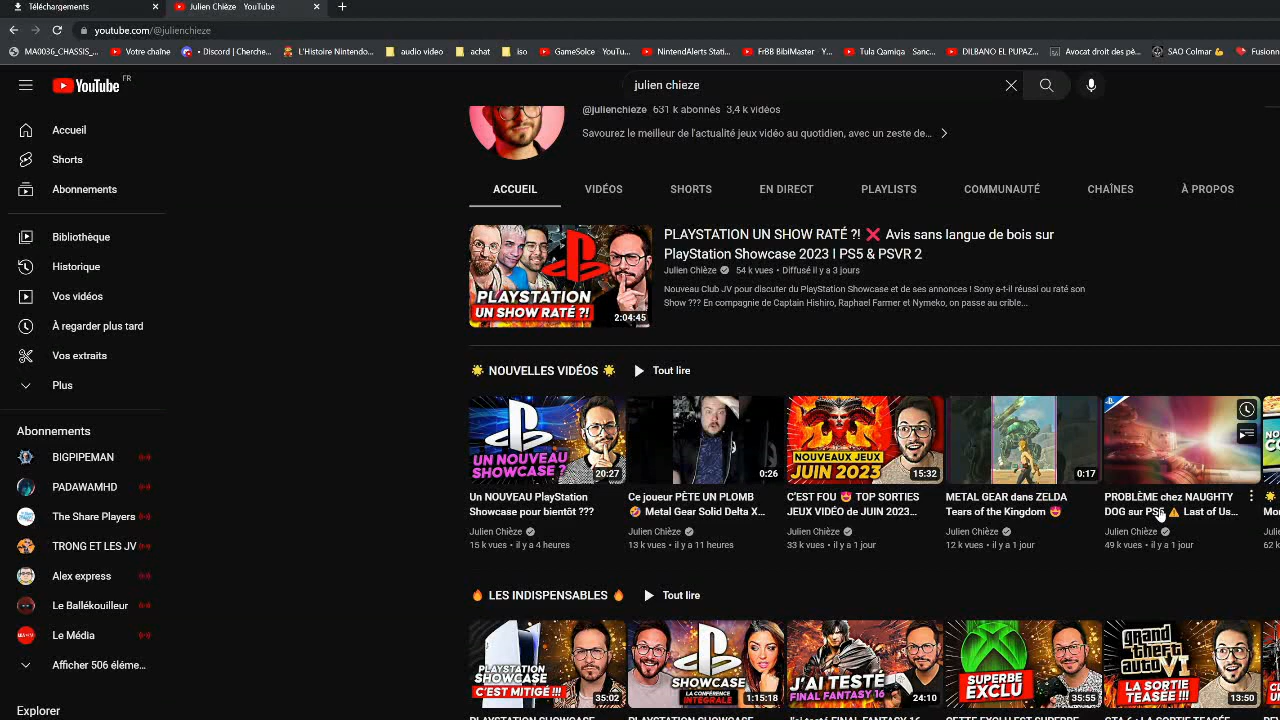 Téléchargements
Julien Chièze - YouTube
youtube.com/@julienchieze
MA0036_CHASSIS_...
Votre chaîne
• Discord | Cherche...
L'Histoire Nintendo...
audio video
achat
iso
GameSolce - YouTu...
NintendAlerts Stati...
FrBB BibiMaster - Y...
Tula Qamiqa - Sanc...
DILBANO EL PUPAZ...
Avocat droit des pê...
SAO Colmar
Fusionn
YouTube FR
julien chieze
@julienchieze 631 k abonnés 3,4 k vidéos
Savourez le meilleur de l'actualité jeux vidéo au quotidien, avec un zeste de...
Accueil
Shorts
Abonnements
Bibliothèque
Historique
Vos vidéos
À regarder plus tard
Vos extraits
Plus
Abonnements
BIGPIPEMAN
PADAWAMHD
The Share Players
TRONG ET LES JV
Alex express
Le Ballékouilleur
Le Média
Afficher 506 éléme...
Explorer
ACCUEIL
VIDÉOS
SHORTS
EN DIRECT
PLAYLISTS
COMMUNAUTÉ
CHAÎNES
À PROPOS
PLAYSTATION
UN SHOW RATÉ ?!
2:04:45
PLAYSTATION UN SHOW RATÉ ?! ❌ Avis sans langue de bois sur
PlayStation Showcase 2023 I PS5 & PSVR 2
Julien Chièze 54 k vues • Diffusé il y a 3 jours
Nouveau Club JV pour discuter du PlayStation Showcase et de ses annonces ! Sony a-t-il réussi ou raté son
Show ??? En compagnie de Captain Hishiro, Raphael Farmer et Nymeko, on passe au crible...
🌟 NOUVELLES VIDÉOS 🌟
Tout lire
UN NOUVEAU
SHOWCASE ?
20:27
Un NOUVEAU PlayStation
Showcase pour bientôt ???
Julien Chièze
15 k vues • il y a 4 heures
0:26
Ce joueur PÈTE UN PLOMB
🤣 Metal Gear Solid Delta X...
Julien Chièze
13 k vues • il y a 11 heures
NOUVEAUX JEUX
JUIN 2023
15:32
C'EST FOU 😍 TOP SORTIES
JEUX VIDÉO de JUIN 2023...
Julien Chièze
33 k vues • il y a 1 jour
0:17
METAL GEAR dans ZELDA
Tears of the Kingdom 😍
Julien Chièze
12 k vues • il y a 1 jour
PROBLÈME chez NAUGHTY
DOG sur PS5 ⚠️ Last of Us...
Julien Chièze
49 k vues • il y a 1 jour
Mor
62 k
🔥 LES INDISPENSABLES 🔥
Tout lire
PLAYSTATION
SHOWCASE
C'EST MITIGÉ !!!
35:02
SHOWCASE
LA CONFÉRENCE
INTÉGRALE
1:15:18
J'AI TESTÉ
FINAL FANTASY 16
24:10
SUPERBE
EXCLU
35:55
grand
theft
auto VI
LA SORTIE
TEASÉE !!!
13:50